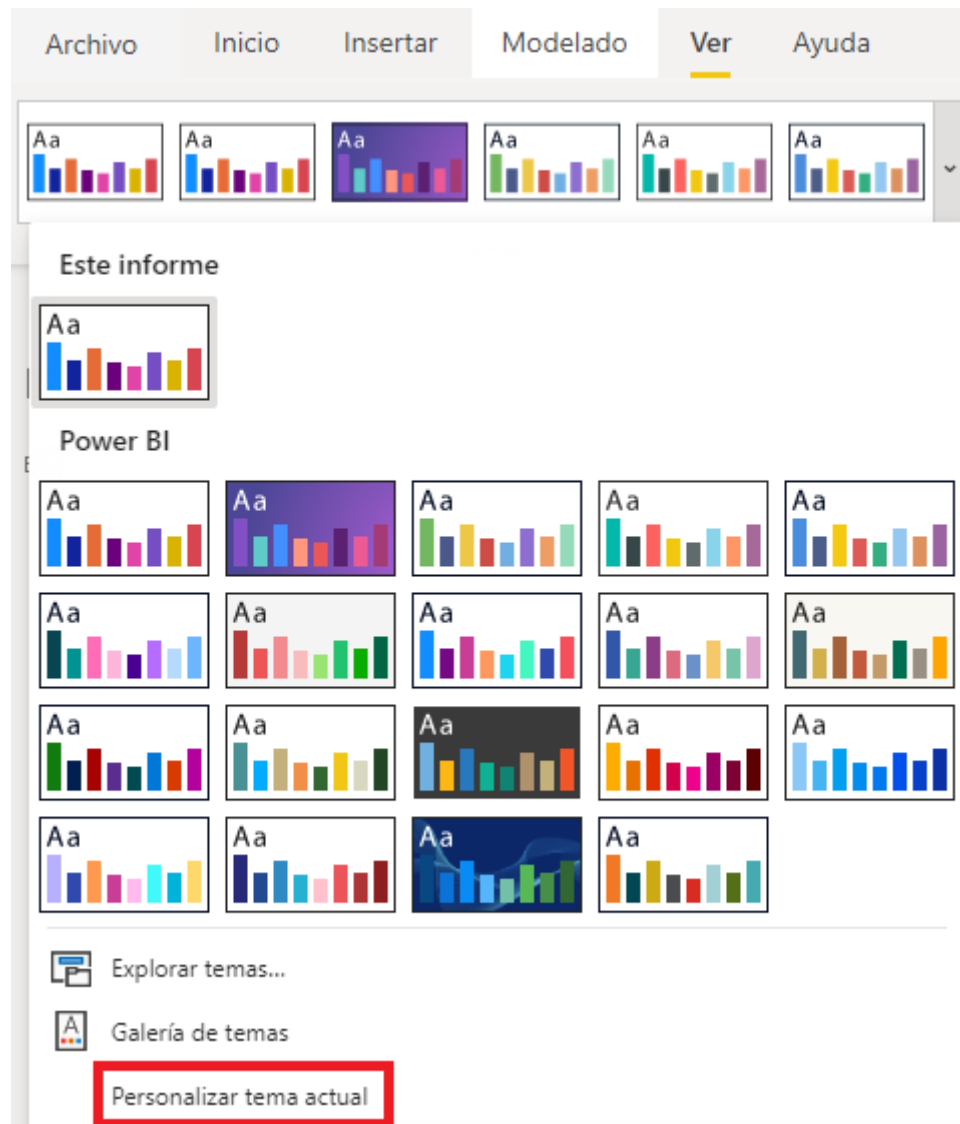 Archivo Inicio Insertar Modelado Ver Ayuda
Aa Aa Aa Aa Aa Aa
Este informe
Aa
Power BI
Aa Aa Aa Aa Aa
Aa Aa Aa Aa Aa
Aa Aa Aa Aa Aa
Aa Aa Aa Aa
Explorar temas...
A
Galería de temas
Personalizar tema actual